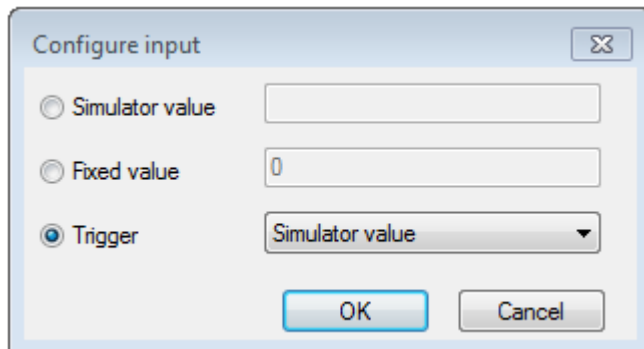 Configure input
Simulator value
Fixed value 0
Trigger Simulator value
OK Cancel